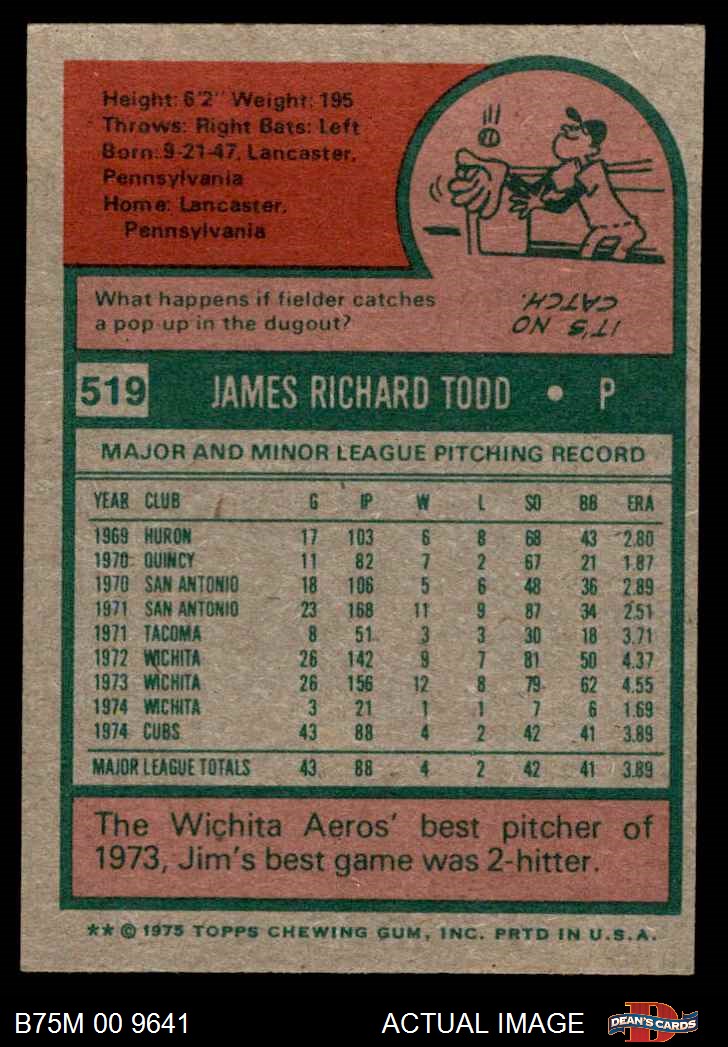 Height: 6'2" Weight: 195
Throws: Right Bats: Left
Born: 9-21-47, Lancaster,
Pennsylvania
Home: Lancaster,
Pennsylvania
What happens if fielder catches
a pop-up in the dugout?
IT'S NO
CATCH.
519 JAMES RICHARD TODD • P
MAJOR AND MINOR LEAGUE PITCHING RECORD
YEAR CLUB G IP W L SO BB ERA
1969 HURON 17 103 6 8 68 43 2.80
1970 QUINCY 11 82 7 2 67 21 1.87
1970 SAN ANTONIO 18 106 5 6 48 36 2.89
1971 SAN ANTONIO 23 168 11 9 87 34 2.51
1971 TACOMA 8 51 3 3 30 18 3.71
1972 WICHITA 26 142 9 7 81 50 4.37
1973 WICHITA 26 156 12 8 79 62 4.55
1974 WICHITA 3 21 1 1 7 6 1.69
1974 CUBS 43 88 4 2 42 41 3.89
MAJOR LEAGUE TOTALS 43 88 4 2 42 41 3.89
The Wichita Aeros' best pitcher of
1973, Jim's best game was 2-hitter.
** © 1975 TOPPS CHEWING GUM, INC. PRTD IN U.S.A.
B75M 00 9641 ACTUAL IMAGE DEAN'S CARDS